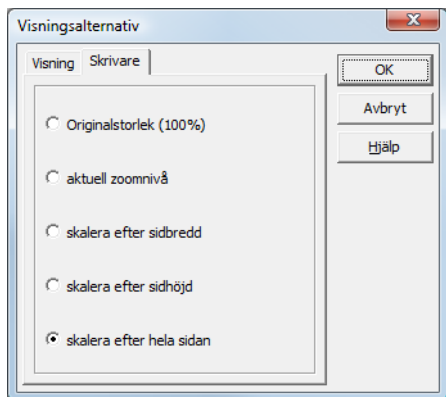 Visningsalternativ
Visning Skrivare
Originalstorlek (100%)
aktuell zoomnivå
skalera efter sidbredd
skalera efter sidhöjd
skalera efter hela sidan
OK
Avbryt
Hjälp